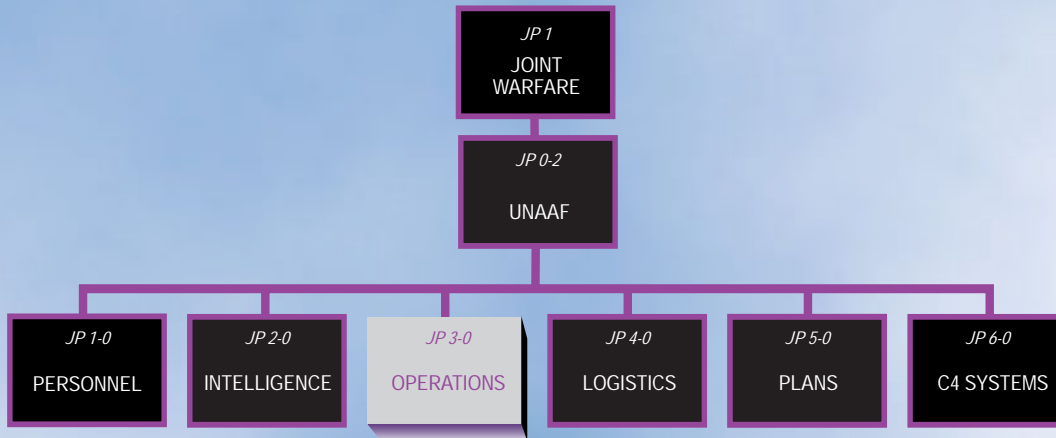 JP 1
JOINT
WARFARE
JP 0-2
UNAAF
JP 1-0
PERSONNEL
JP 2-0
INTELLIGENCE
JP 3-0
OPERATIONS
JP 4-0
LOGISTICS
JP 5-0
PLANS
JP 6-0
C4 SYSTEMS